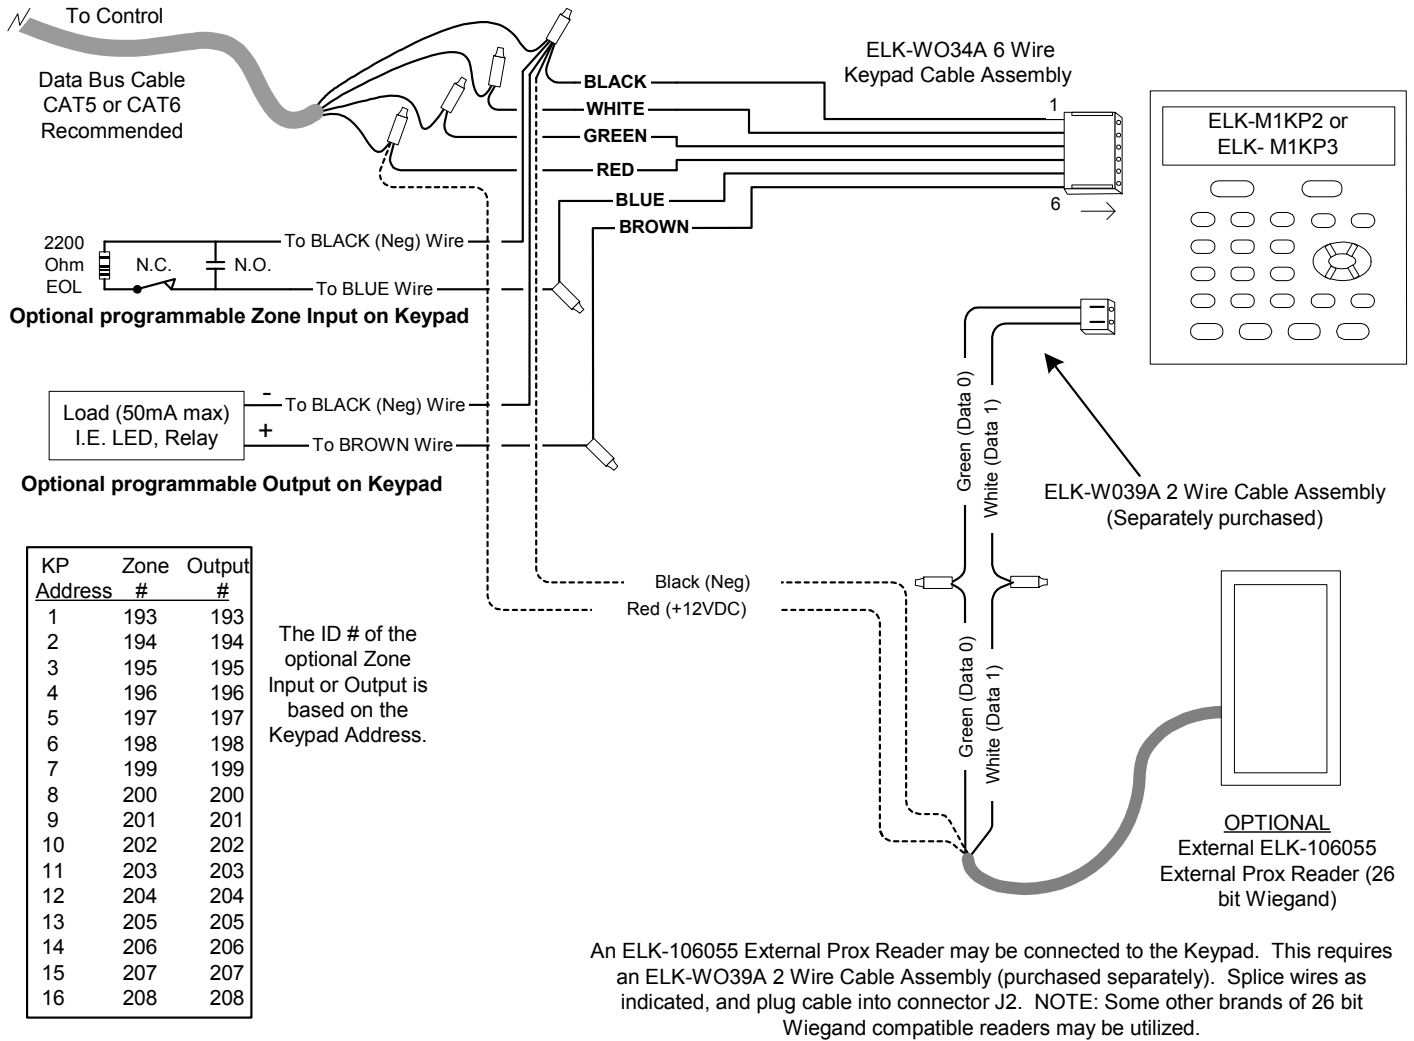 To Control
Data Bus Cable
CAT5 or CAT6
Recommended
ELK-WO34A 6 Wire
Keypad Cable Assembly
BLACK
WHITE
GREEN
RED
BLUE
BROWN
1
6
ELK-M1KP2 or
ELK- M1KP3
2200
Ohm
EOL
N.C.
N.O.
To BLACK (Neg) Wire
To BLUE Wire
Optional programmable Zone Input on Keypad
Load (50mA max)
I.E. LED, Relay
-
+
To BLACK (Neg) Wire
To BROWN Wire
Optional programmable Output on Keypad
Green (Data 0)
White (Data 1)
ELK-W039A 2 Wire Cable Assembly
(Separately purchased)
Black (Neg)
Red (+12VDC)
Green (Data 0)
White (Data 1)
KP Zone Output
Address # #
1 193 193
2 194 194
3 195 195
4 196 196
5 197 197
6 198 198
7 199 199
8 200 200
9 201 201
10 202 202
11 203 203
12 204 204
13 205 205
14 206 206
15 207 207
16 208 208
The ID # of the
optional Zone
Input or Output is
based on the
Keypad Address.
OPTIONAL
External ELK-106055
External Prox Reader (26
bit Wiegand)
An ELK-106055 External Prox Reader may be connected to the Keypad. This requires
an ELK-WO39A 2 Wire Cable Assembly (purchased separately). Splice wires as
indicated, and plug cable into connector J2. NOTE: Some other brands of 26 bit
Wiegand compatible readers may be utilized.